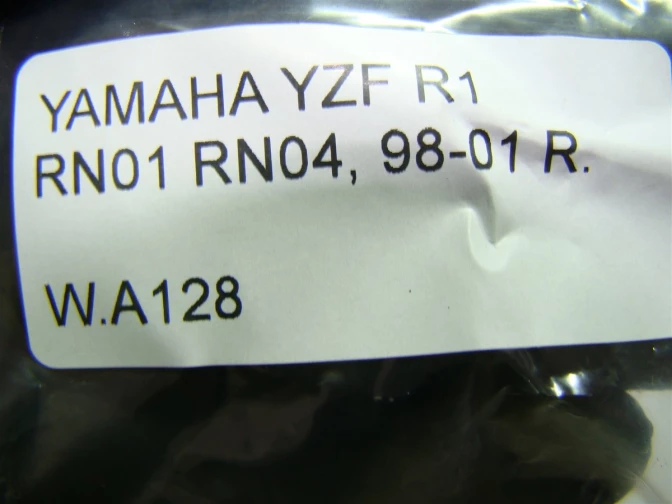 YAMAHA YZF R1
RN01 RN04, 98-01 R.
W.A128